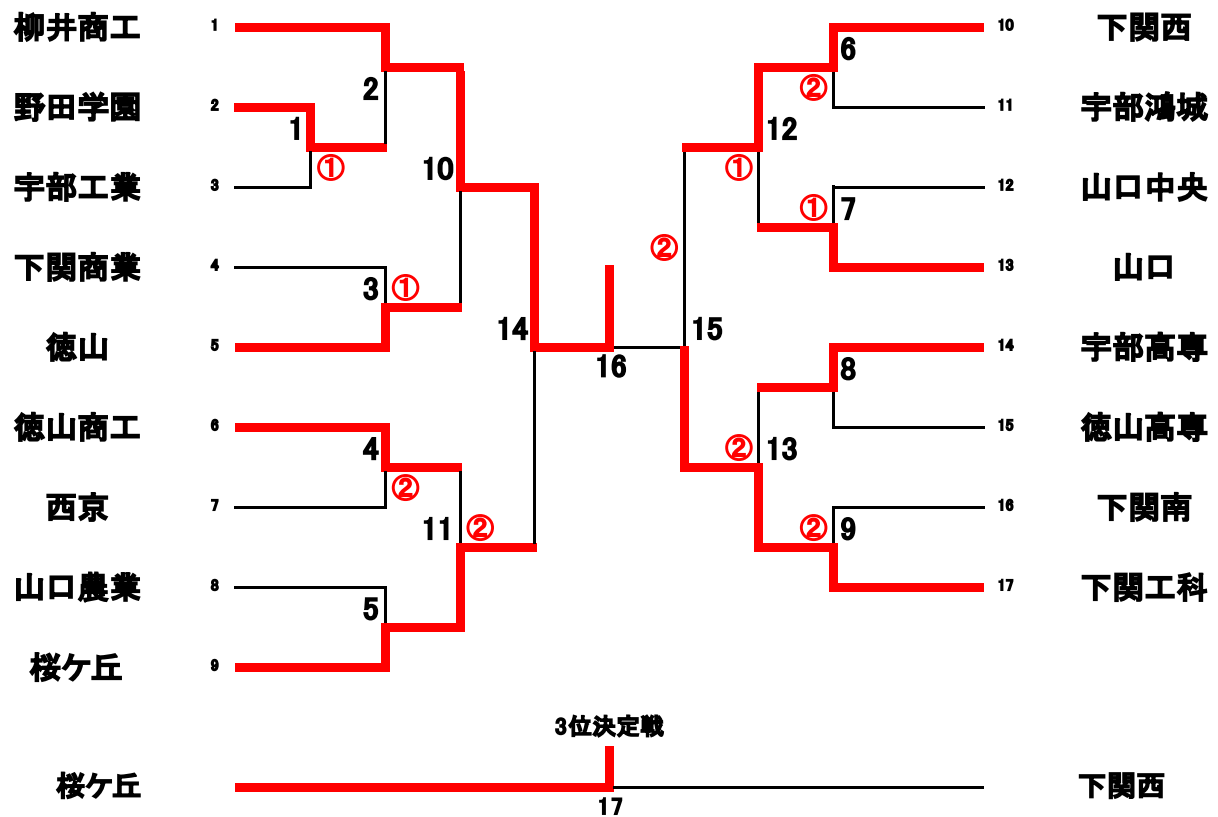 柳井商工 1 10 下関西
2 6
野田学園 2 1 ② 11 宇部鴻城
① 12
宇部工業 3 10 ① ① 7 12 山口中央
下関商業 4 3 ① ② 13 山口
徳山 5 14 16 15 14 宇部高専
8
徳山商工 6 4 ② 13 15 徳山高専
②
西京 7 11 ② ② 9 16 下関南
山口農業 8 5 17 下関工科
桜ケ丘 9
3位決定戦
桜ケ丘 17 下関西